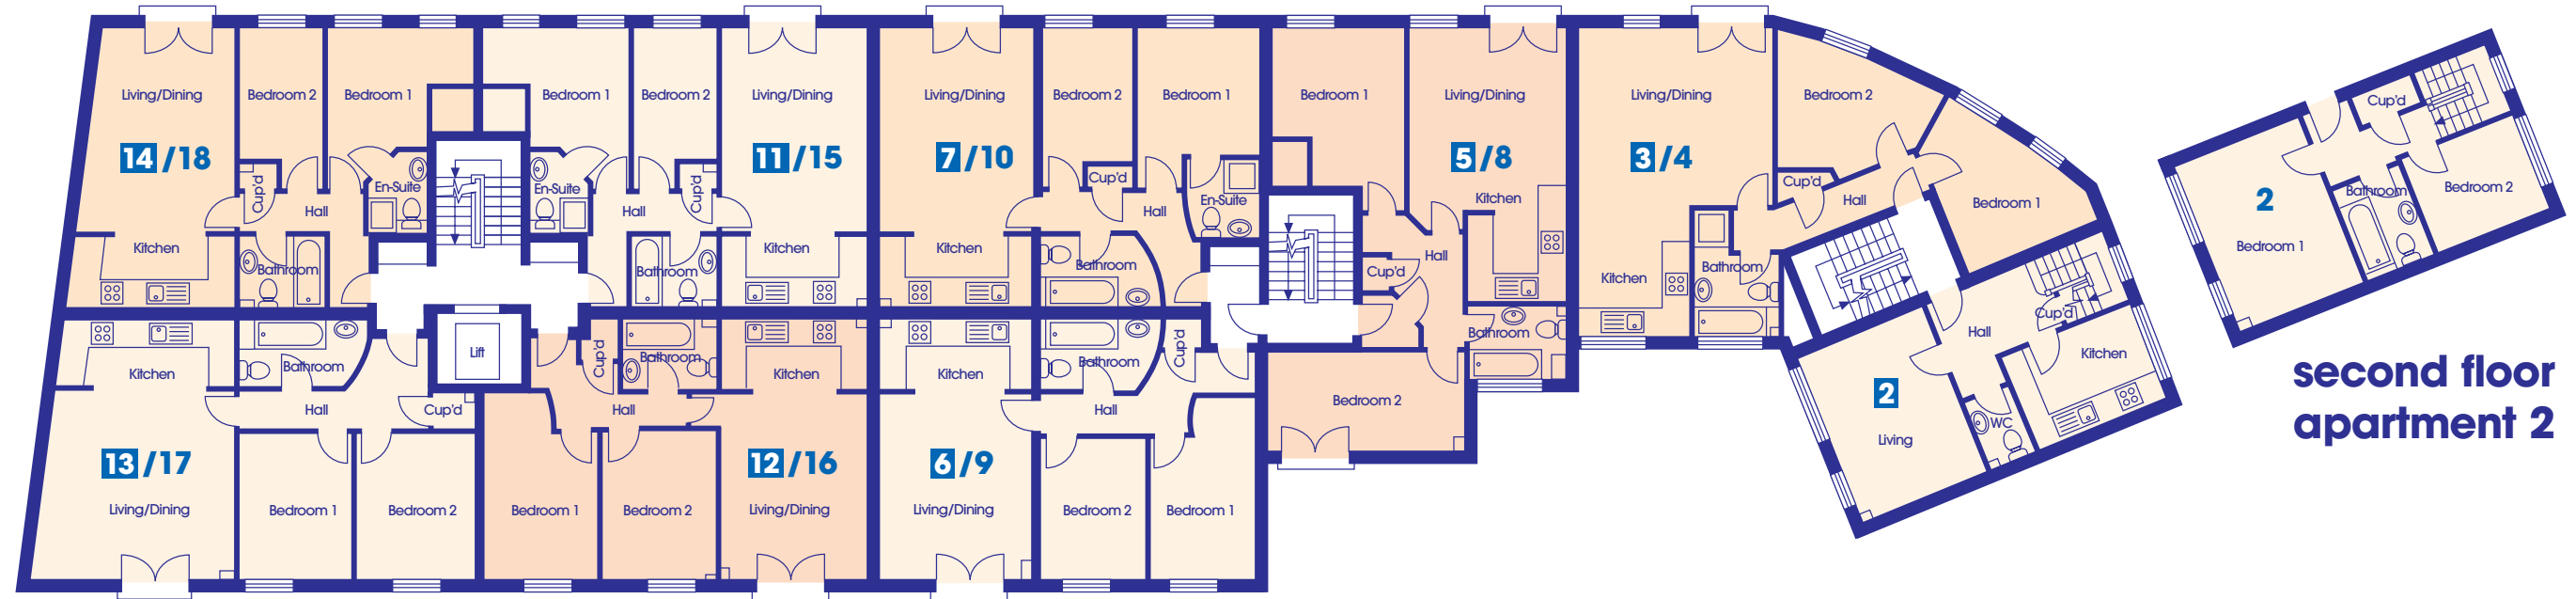 Living/Dining
Bedroom 2
Bedroom 1
14/18
Cup'd
En-Suite
Hall
Kitchen
Bathroom
Bedroom 1
Bedroom 2
Living/Dining
11/15
En-Suite
Cup'd
Hall
Bathroom
Kitchen
Living/Dining
Bedroom 2
Bedroom 1
7/10
Cup'd
En-Suite
Hall
Kitchen
Bathroom
Bedroom 1
Living/Dining
5/8
Kitchen
Hall
Cup'd
Bathroom
Bedroom 2
Living/Dining
Bedroom 2
3/4
Cup'd
Hall
Bedroom 1
Kitchen
Bathroom
Kitchen
Bathroom
Hall
Cup'd
13/17
Living/Dining
Bedroom 1
Bedroom 2
Lift
Cup'd
Bathroom
Kitchen
Hall
12/16
Bedroom 1
Bedroom 2
Living/Dining
Kitchen
Bathroom
Cup'd
Hall
6/9
Living/Dining
Bedroom 2
Bedroom 1
Hall
Cup'd
Kitchen
2
WC
Living
Cup'd
2
Bathroom
Bedroom 2
Bedroom 1
second floor
apartment 2